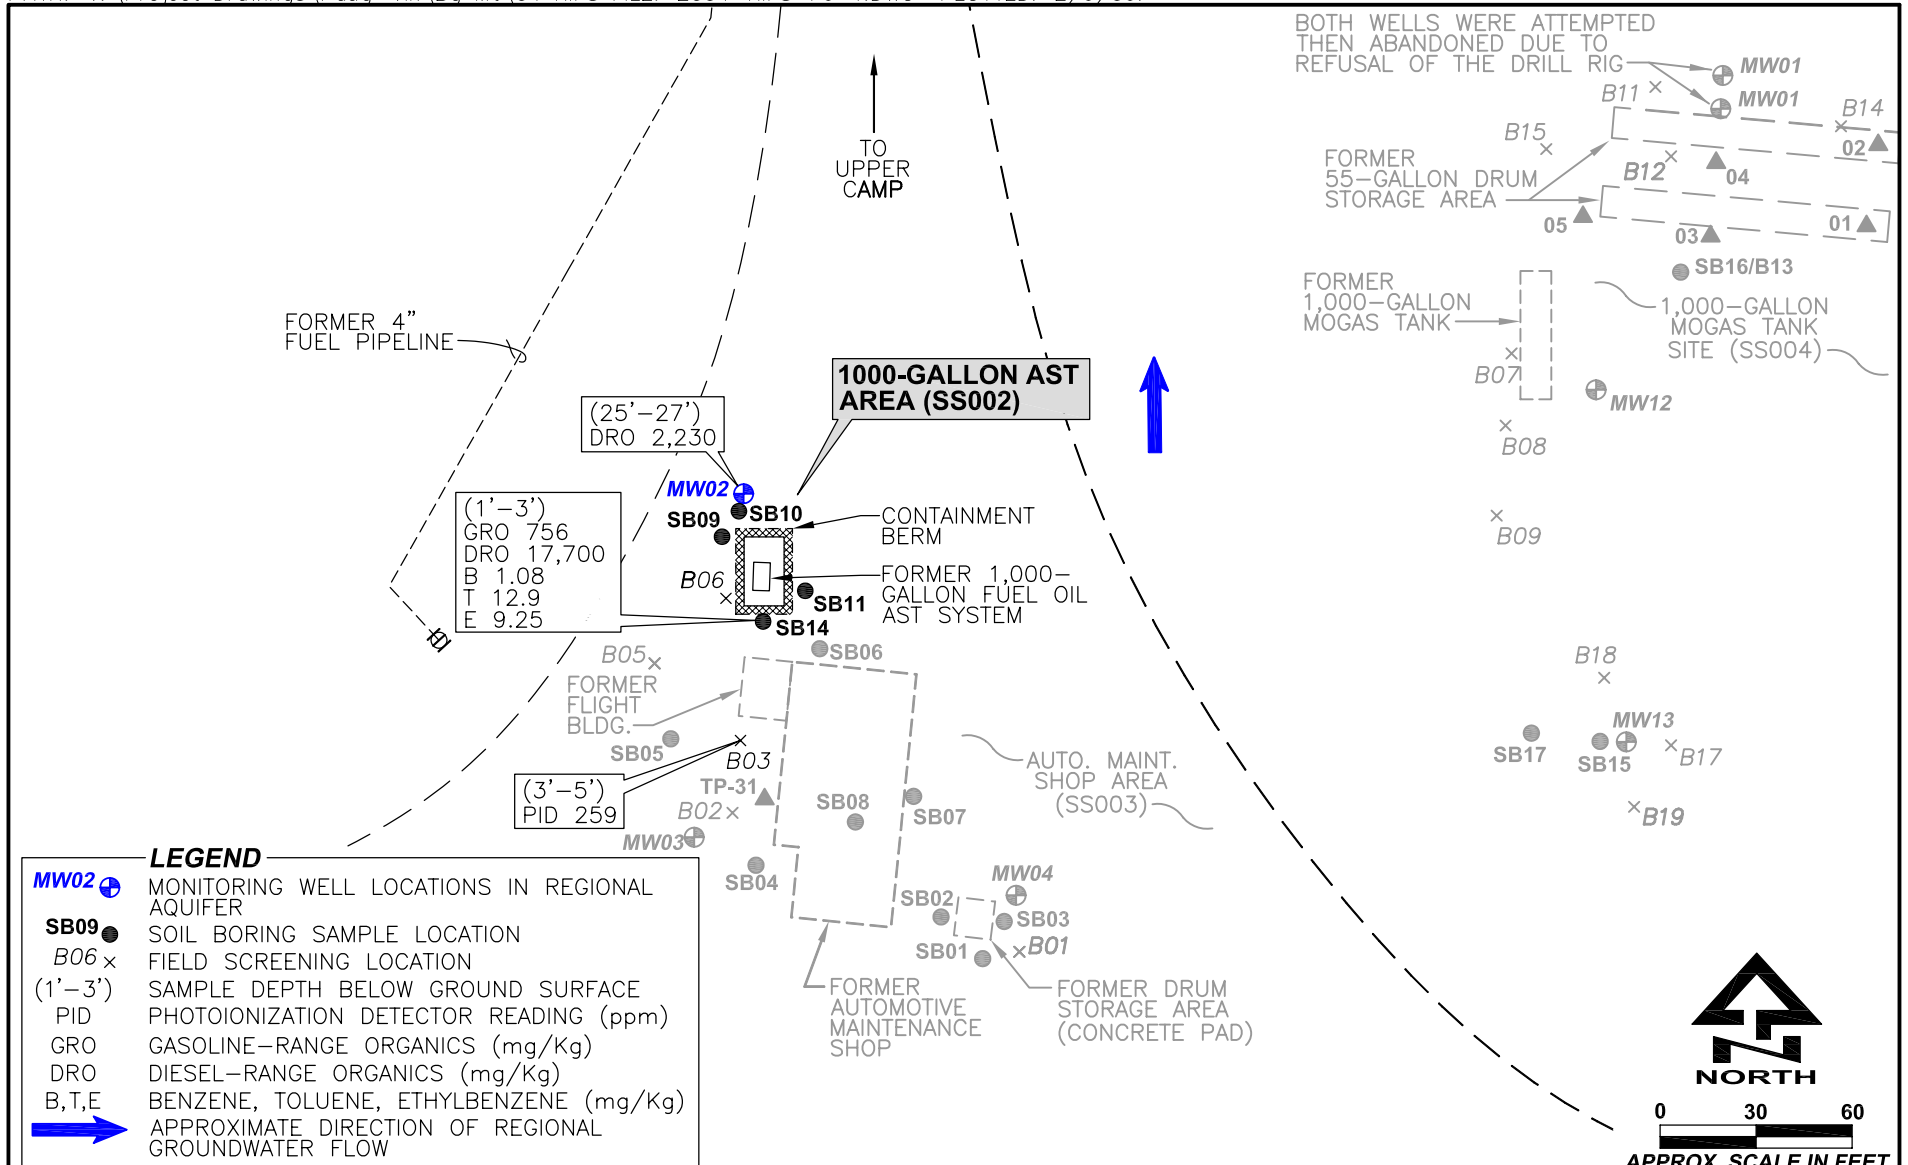 BOTH WELLS WERE ATTEMPTED
THEN ABANDONED DUE TO
REFUSAL OF THE DRILL RIG
MW01
MW01
B11
B14
B15
02
B12
04
FORMER
55-GALLON DRUM
STORAGE AREA
05
03
01
SB16/B13
TO
UPPER
CAMP
FORMER 4"
FUEL PIPELINE
FORMER
1,000-GALLON
MOGAS TANK
1,000-GALLON
MOGAS TANK
SITE (SS004)
B07
MW12
B08
B09
1000-GALLON AST
AREA (SS002)
(25'-27')
DRO 2,230
MW02
SB10
SB09
(1'-3')
GRO 756
DRO 17,700
B 1.08
T 12.9
E 9.25
CONTAINMENT
BERM
B06
FORMER 1,000-
GALLON FUEL OIL
AST SYSTEM
SB11
SB14
SB06
B05
FORMER
FLIGHT
BLDG.
SB05
B03
(3'-5')
PID 259
TP-31
B02
MW03
SB08
SB07
SB04
AUTO. MAINT.
SHOP AREA
(SS003)
B18
MW13
SB17
SB15
B17
B19
MW04
SB02
SB03
SB01
B01
FORMER
AUTOMOTIVE
MAINTENANCE
SHOP
FORMER DRUM
STORAGE AREA
(CONCRETE PAD)
LEGEND
MW02 MONITORING WELL LOCATIONS IN REGIONAL
AQUIFER
SB09 SOIL BORING SAMPLE LOCATION
B06 FIELD SCREENING LOCATION
(1'-3') SAMPLE DEPTH BELOW GROUND SURFACE
PID PHOTOIONIZATION DETECTOR READING (ppm)
GRO GASOLINE-RANGE ORGANICS (mg/Kg)
DRO DIESEL-RANGE ORGANICS (mg/Kg)
B,T,E BENZENE, TOLUENE, ETHYLBENZENE (mg/Kg)
APPROXIMATE DIRECTION OF REGIONAL
GROUNDWATER FLOW
NORTH
0 30 60
APPROX. SCALE IN FEET